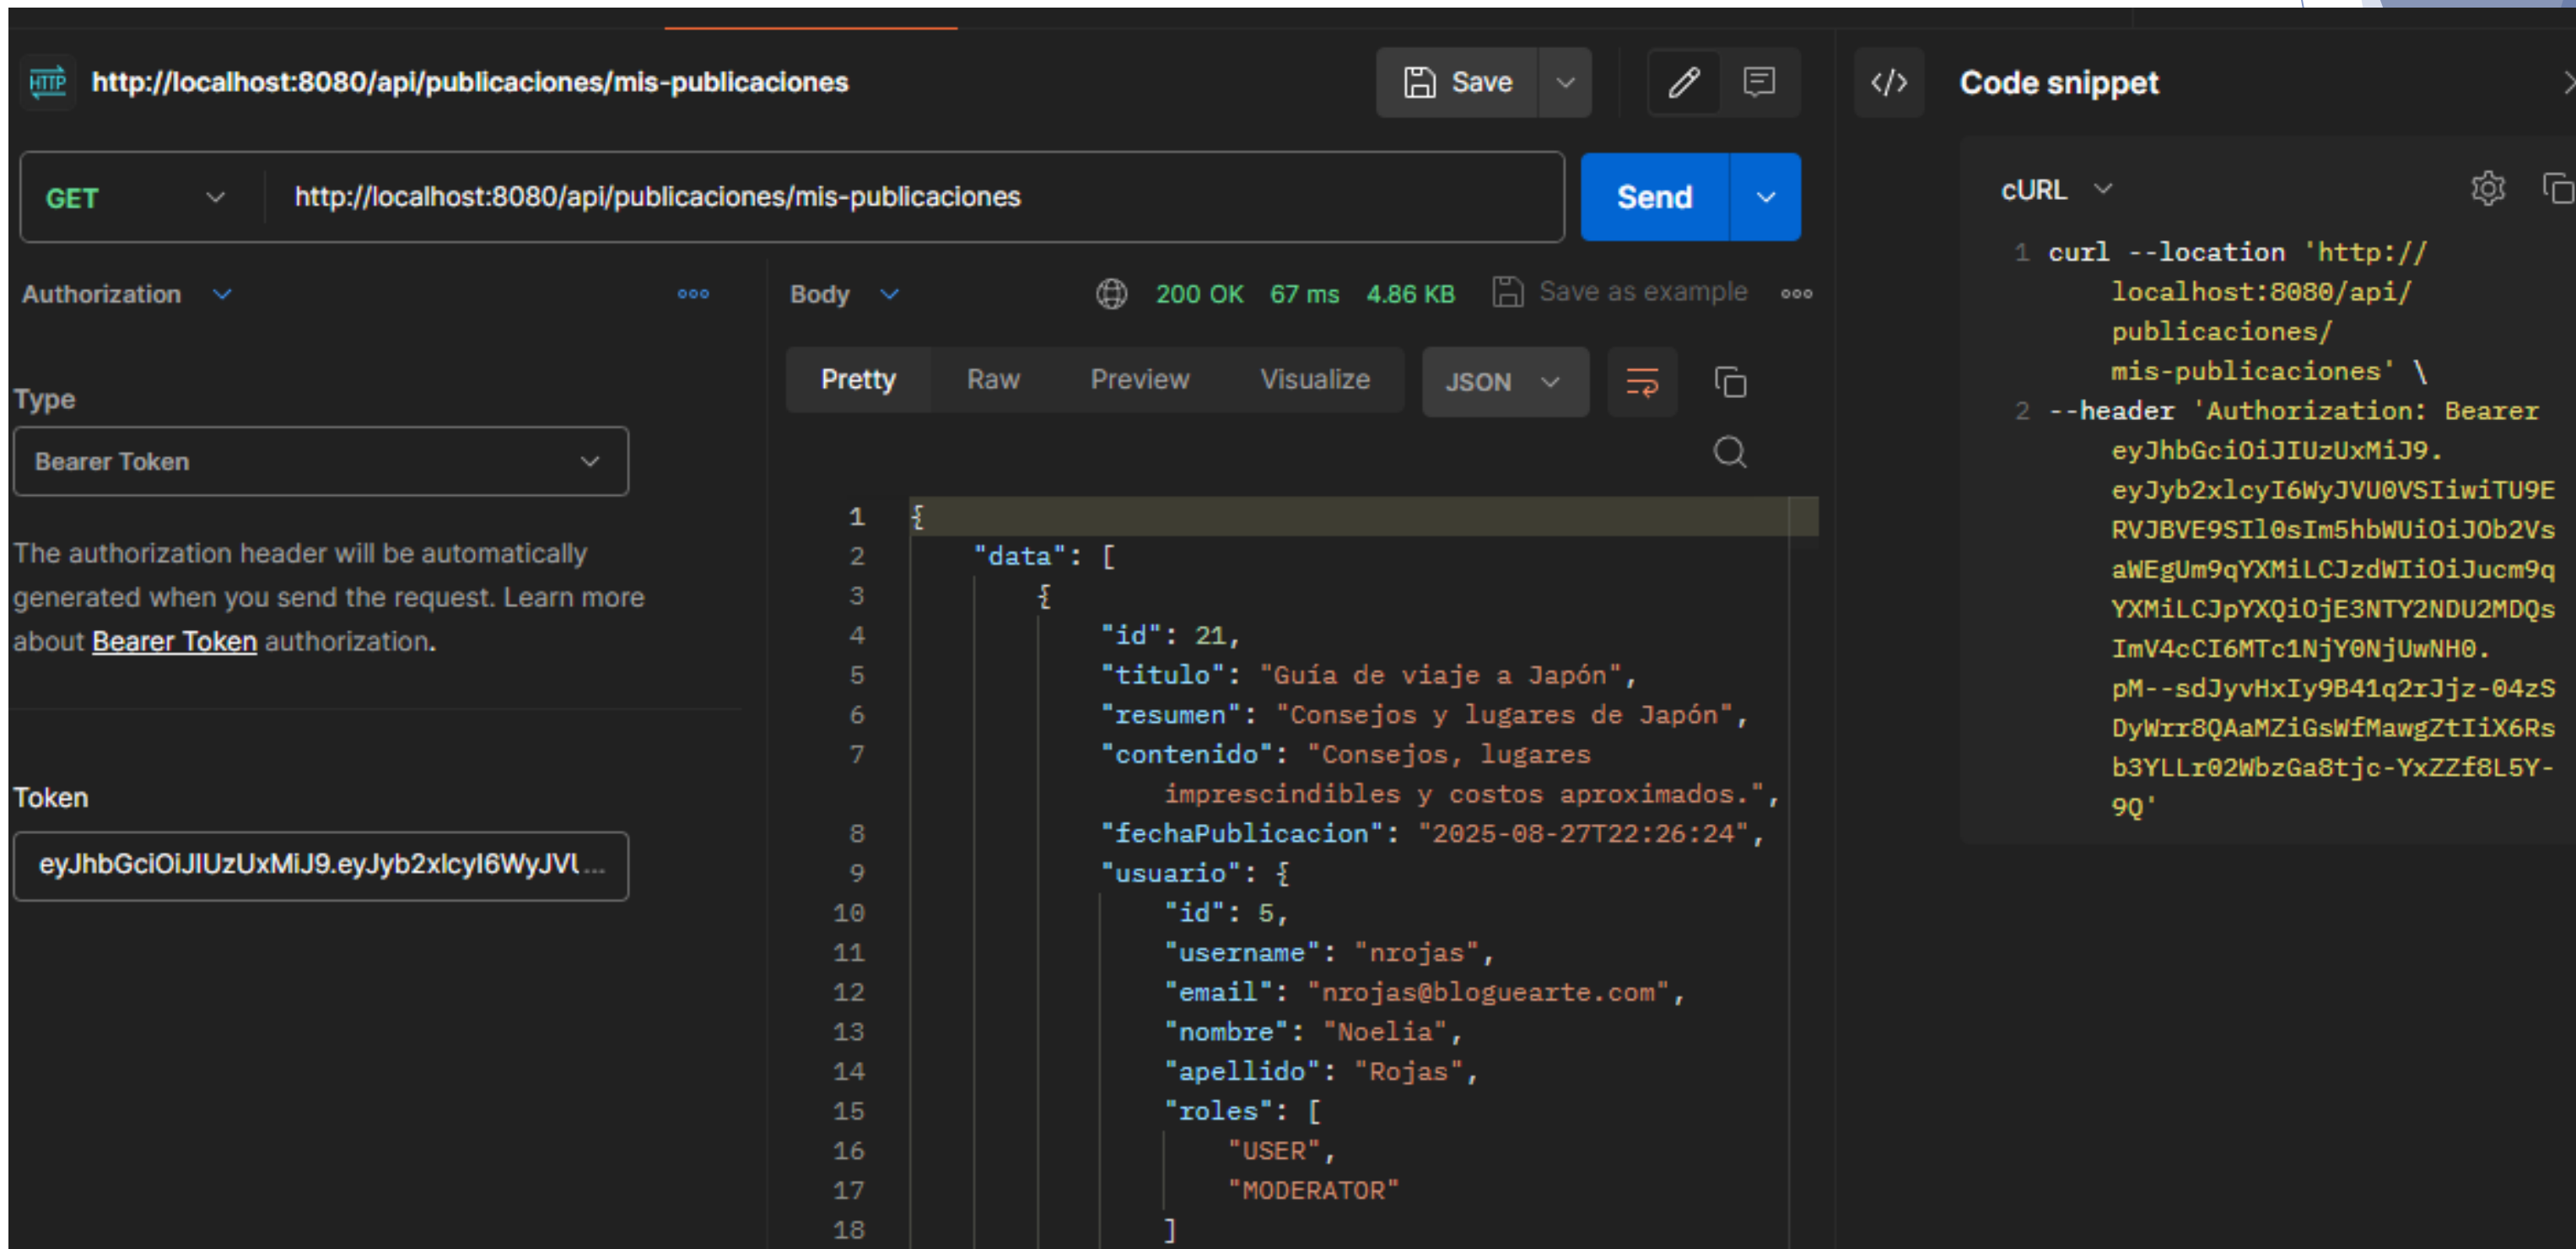 HTTP http://localhost:8080/api/publicaciones/mis-publicaciones
Save
GET http://localhost:8080/api/publicaciones/mis-publicaciones
Send
Authorization
Type
Bearer Token
The authorization header will be automatically
generated when you send the request. Learn more
about Bearer Token authorization.
Token
eyJhbGciOiJIUzUxMiJ9.eyJyb2xlcyI6WyJVU...
Body 200 OK 67 ms 4.86 KB Save as example
Pretty Raw Preview Visualize JSON
1 {
2 "data": [
3 {
4 "id": 21,
5 "titulo": "Guía de viaje a Japón",
6 "resumen": "Consejos y lugares de Japón",
7 "contenido": "Consejos, lugares
imprescindibles y costos aproximados.",
8 "fechaPublicacion": "2025-08-27T22:26:24",
9 "usuario": {
10 "id": 5,
11 "username": "nrojas",
12 "email": "nrojas@bloguearte.com",
13 "nombre": "Noelia",
14 "apellido": "Rojas",
15 "roles": [
16 "USER",
17 "MODERATOR"
18 ]
</> Code snippet
cURL
1 curl --location 'http://
localhost:8080/api/
publicaciones/
mis-publicaciones' \
2 --header 'Authorization: Bearer
eyJhbGciOiJIUzUxMiJ9.
eyJyb2xlcyI6WyJVU0VSIiwiTU9E
RVJBVE9SIl0sIm5hbWUiOiJOb2Vs
aWEgUm9qYXMiLCJzdWIiOiJucm9q
YXMiLCJpYXQiOjE3NTY2NDU2MDQs
ImV4cCI6MTc1NjY0NjUwNH0.
pM--sdJyvHxIy9B41q2rJjz-04zS
DyWrr8QAaMZiGsWfMawgZtIiX6Rs
b3YLLr02WbzGa8tjc-YxZZf8L5Y-
9Q'